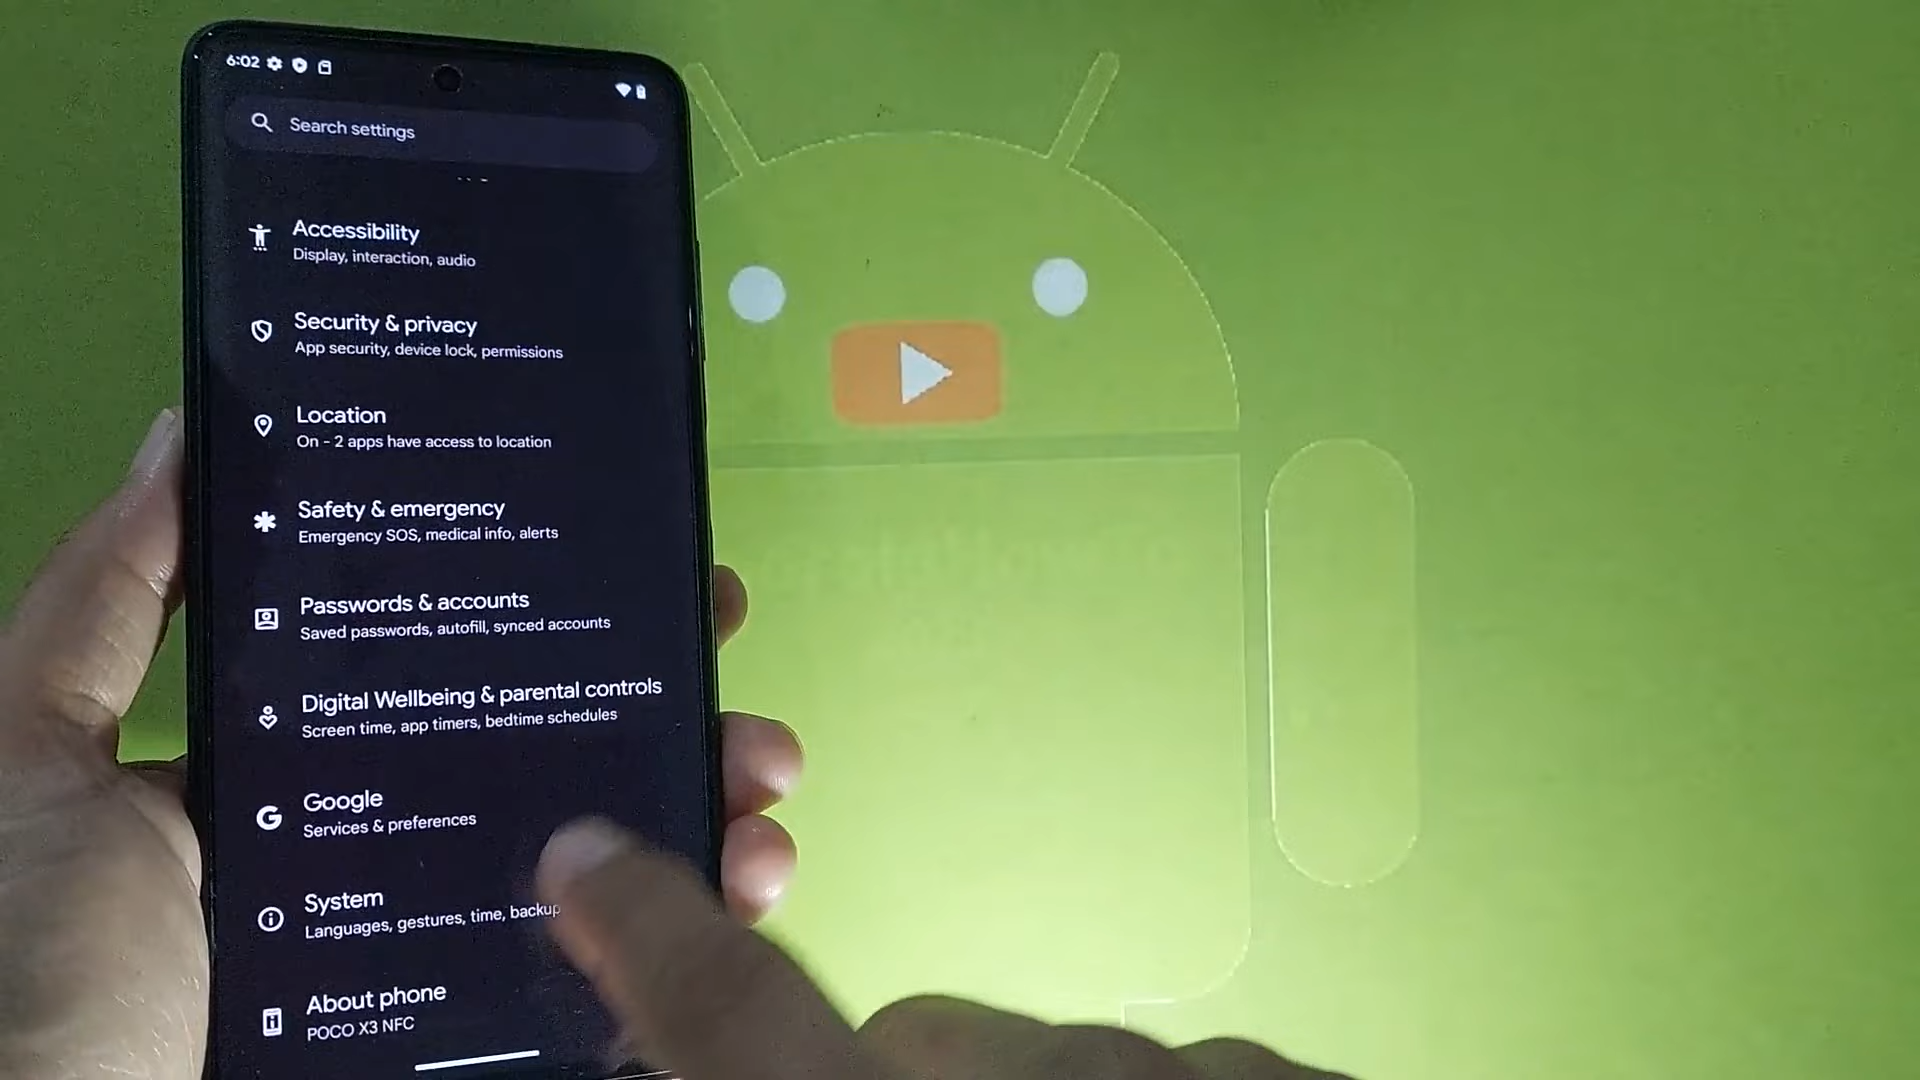 6:02
Search settings
Accessibility
Display, interaction, audio
Security & privacy
App security, device lock, permissions
Location
On - 2 apps have access to location
Safety & emergency
Emergency SOS, medical info, alerts
Passwords & accounts
Saved passwords, autofill, synced accounts
Digital Wellbeing & parental controls
Screen time, app timers, bedtime schedules
Google
Services & preferences
System
Languages, gestures, time, backup
About phone
POCO X3 NFC